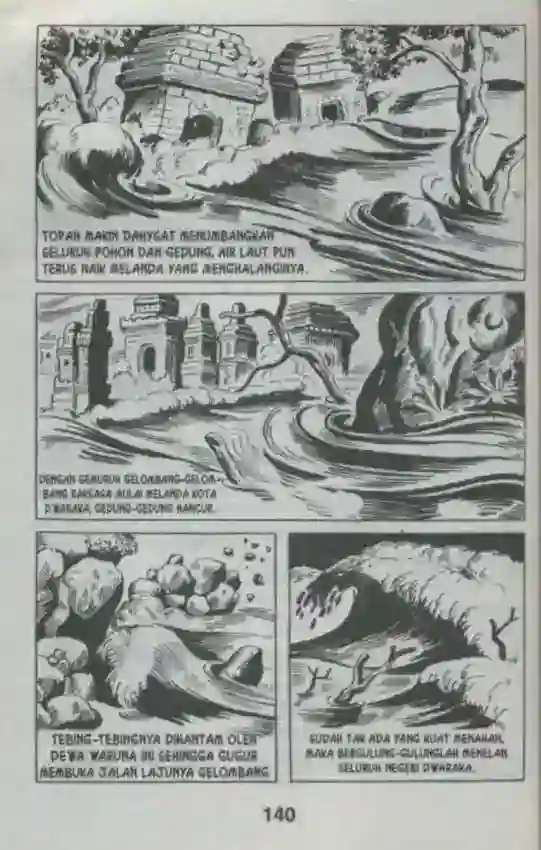 TOPAN MAKIN DAHYGAT MENUMBANGKAN
SELURUH POHON DAN GEDUNG, AIR LAUT PUN
TERUS NAIK MELANDA YANG MENGHALANGINYA.
DENGAN GEMURUH GELOMBANG-GELOM-
BANG RAKSASA MULAI MELANDA KOTA
DWARAKA, GEDUNG-GEDUNG HANCUR.
TEBING-TEBINGNYA DIHANTAM OLEH
DEWA WARUNA INI SEHINGGA GUGUR
MEMBUKA JALAN LAJUNYA GELOMBANG
SUDAH TAK ADA YANG KUAT MENAHAN,
MAKA BERGULUNG-GULUNGLAH MENELAN
SELURUH NEGERI DWARAKA.
140